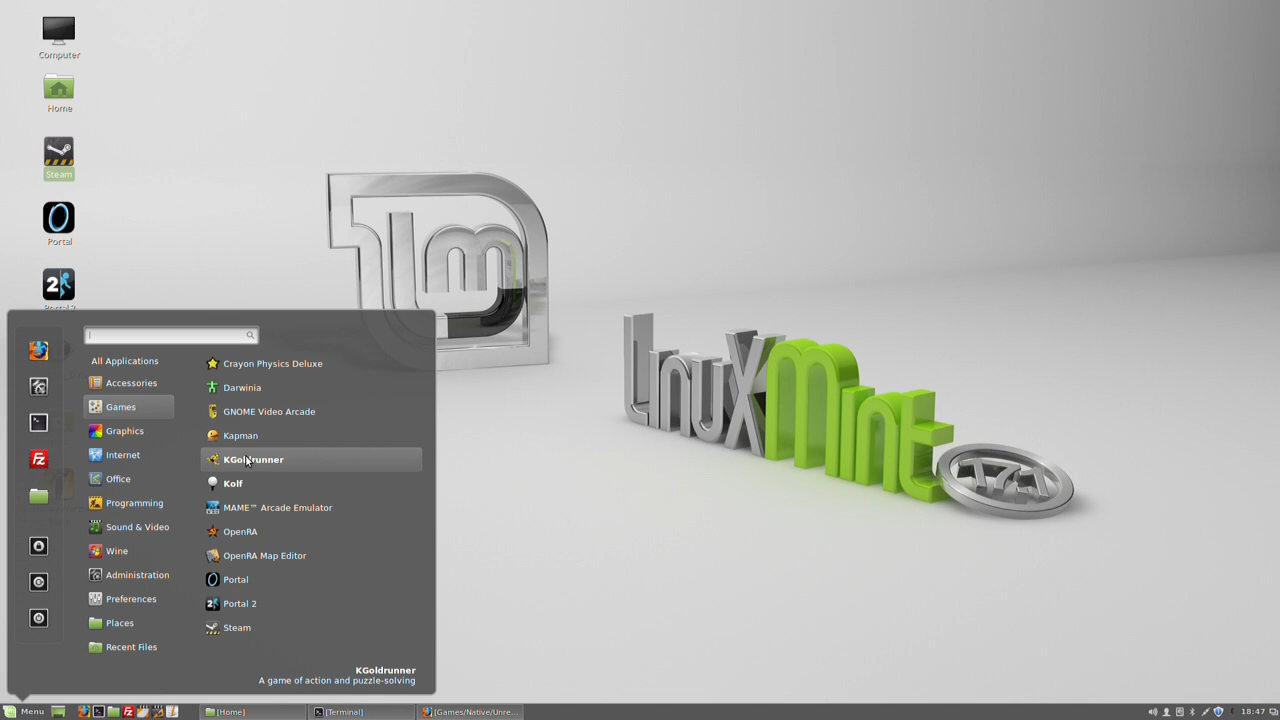 Computer
Home
Steam
Portal
Portal 2
LinuxMint
17.1
All Applications
Accessories
Games
Graphics
Internet
Office
Programming
Sound & Video
Wine
Administration
Preferences
Places
Recent Files
Crayon Physics Deluxe
Darwinia
GNOME Video Arcade
Kapman
KGoldrunner
Kolf
MAME™ Arcade Emulator
OpenRA
OpenRA Map Editor
Portal
Portal 2
Steam
KGoldrunner
A game of action and puzzle-solving
Menu
[Home]
[Terminal]
[Games/Native/Unre...
18:47